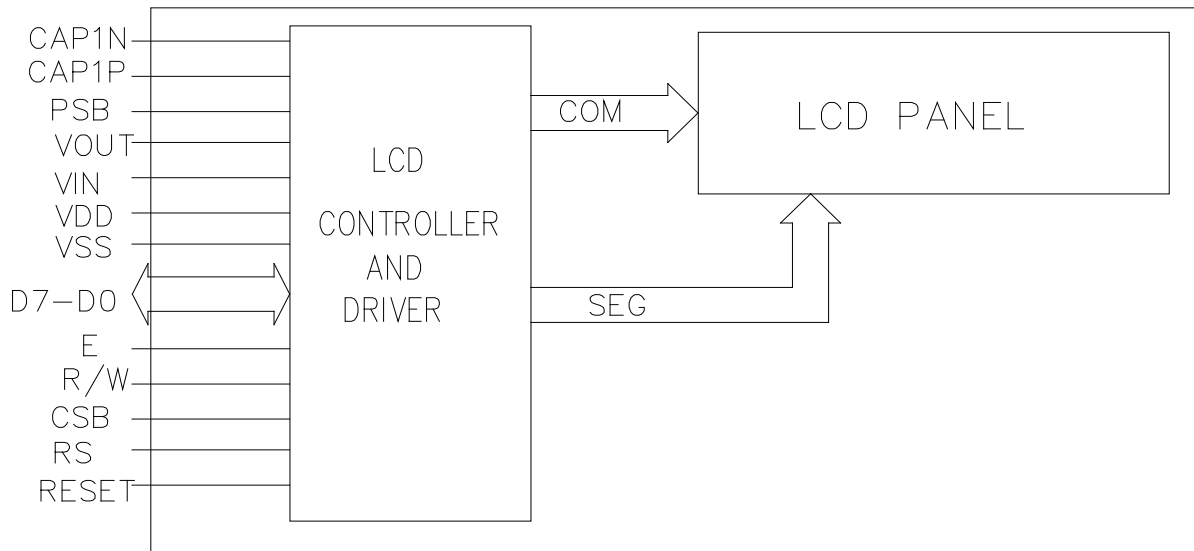 CAP1N
CAP1P
PSB
VOUT
VIN
VDD
VSS
D7-D0
E
R/W
CSB
RS
RESET
LCD
CONTROLLER
AND
DRIVER
COM
SEG
LCD PANEL